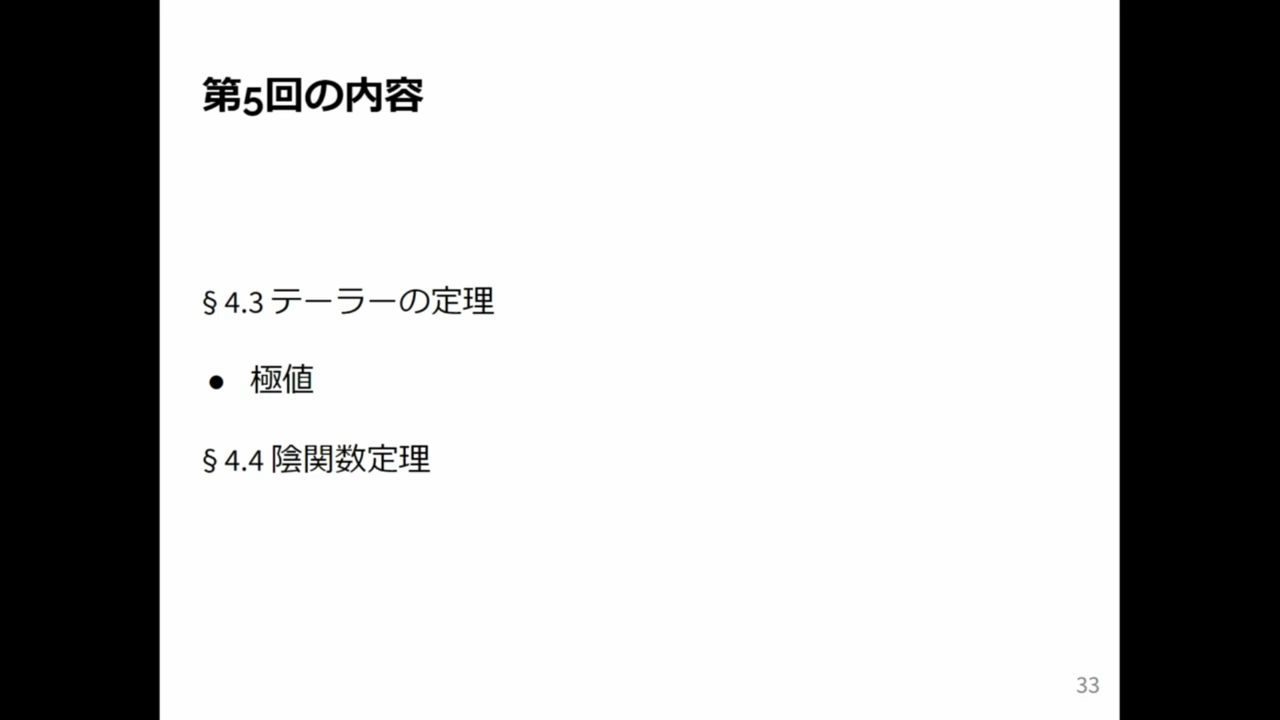 第5回の内容
§ 4.3 テーラーの定理
● 極値
§ 4.4 陰関数定理
33